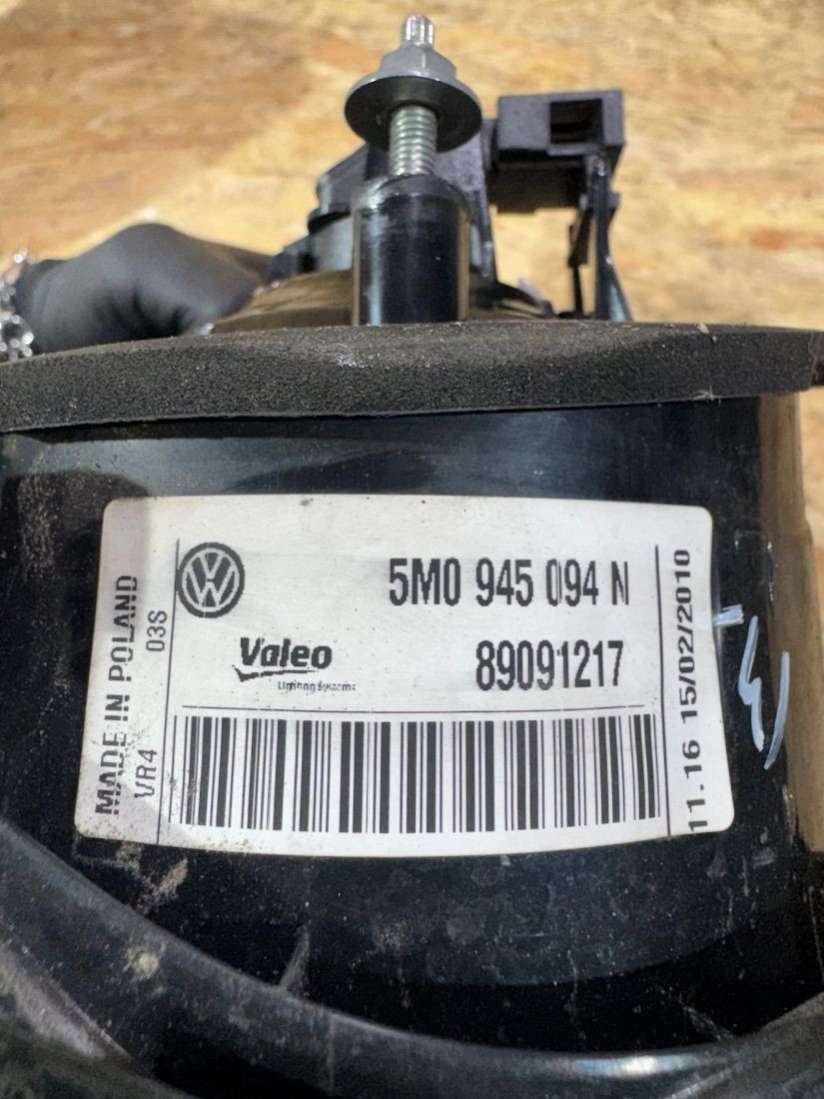 5M0 945 094 N
Valeo
Lighting Systems
89091217
MADE IN POLAND
VR4
03S
11.16 15/02/2010